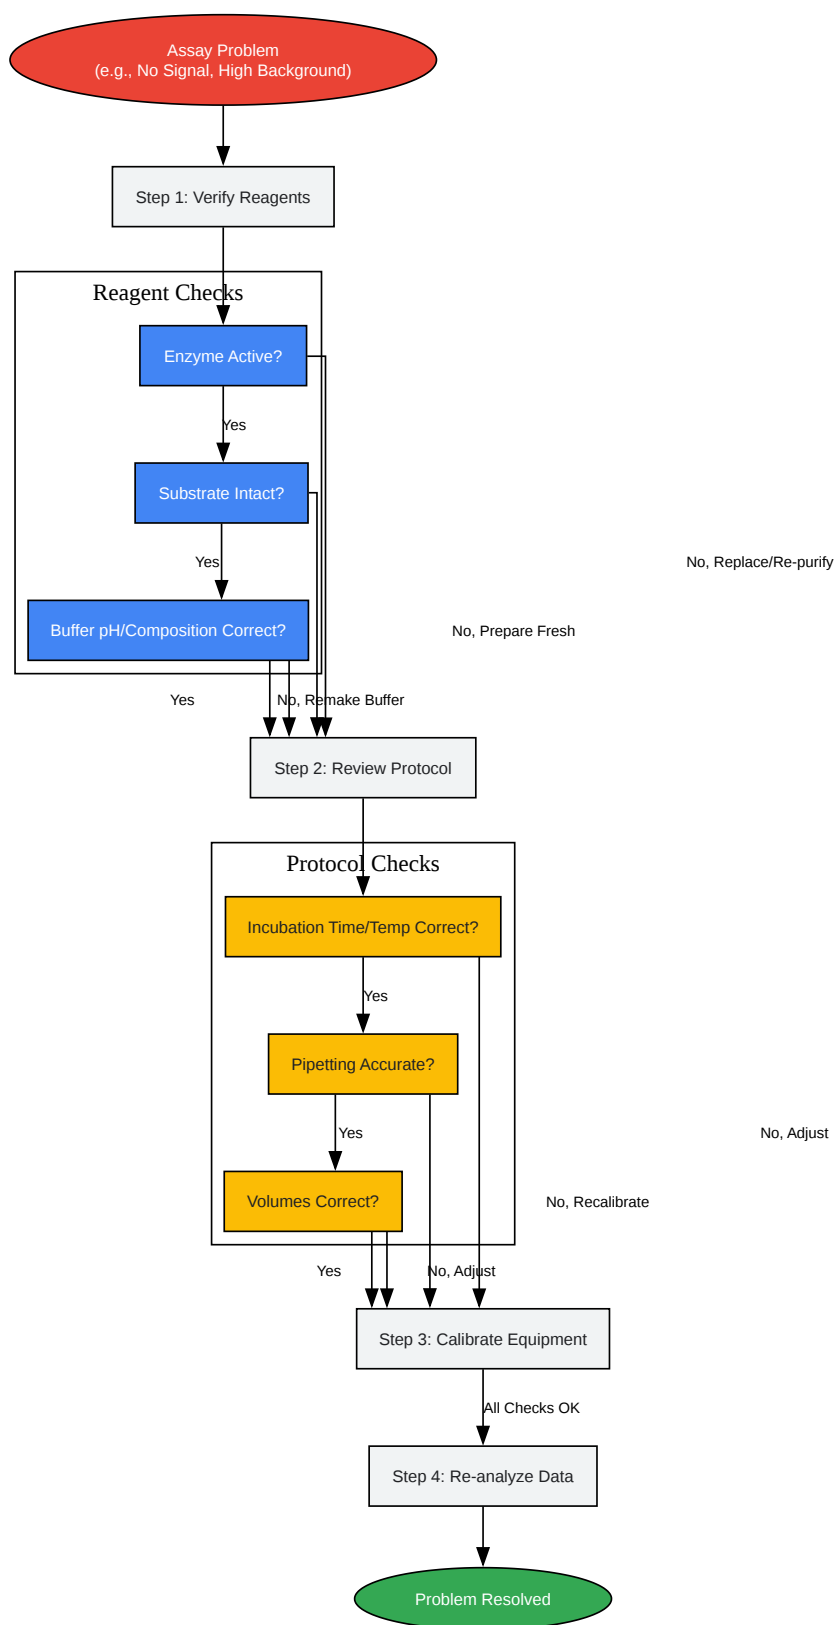 Assay Problem
(e.g., No Signal, High Background)
Step 1: Verify Reagents
Reagent Checks
Enzyme Active?
Yes
Substrate Intact?
Yes
No, Replace/Re-purify
Buffer pH/Composition Correct?
No, Prepare Fresh
Yes
No, Remake Buffer
Step 2: Review Protocol
Protocol Checks
Incubation Time/Temp Correct?
Yes
Pipetting Accurate?
Yes
No, Adjust
Volumes Correct?
No, Recalibrate
Yes
No, Adjust
Step 3: Calibrate Equipment
All Checks OK
Step 4: Re-analyze Data
Problem Resolved